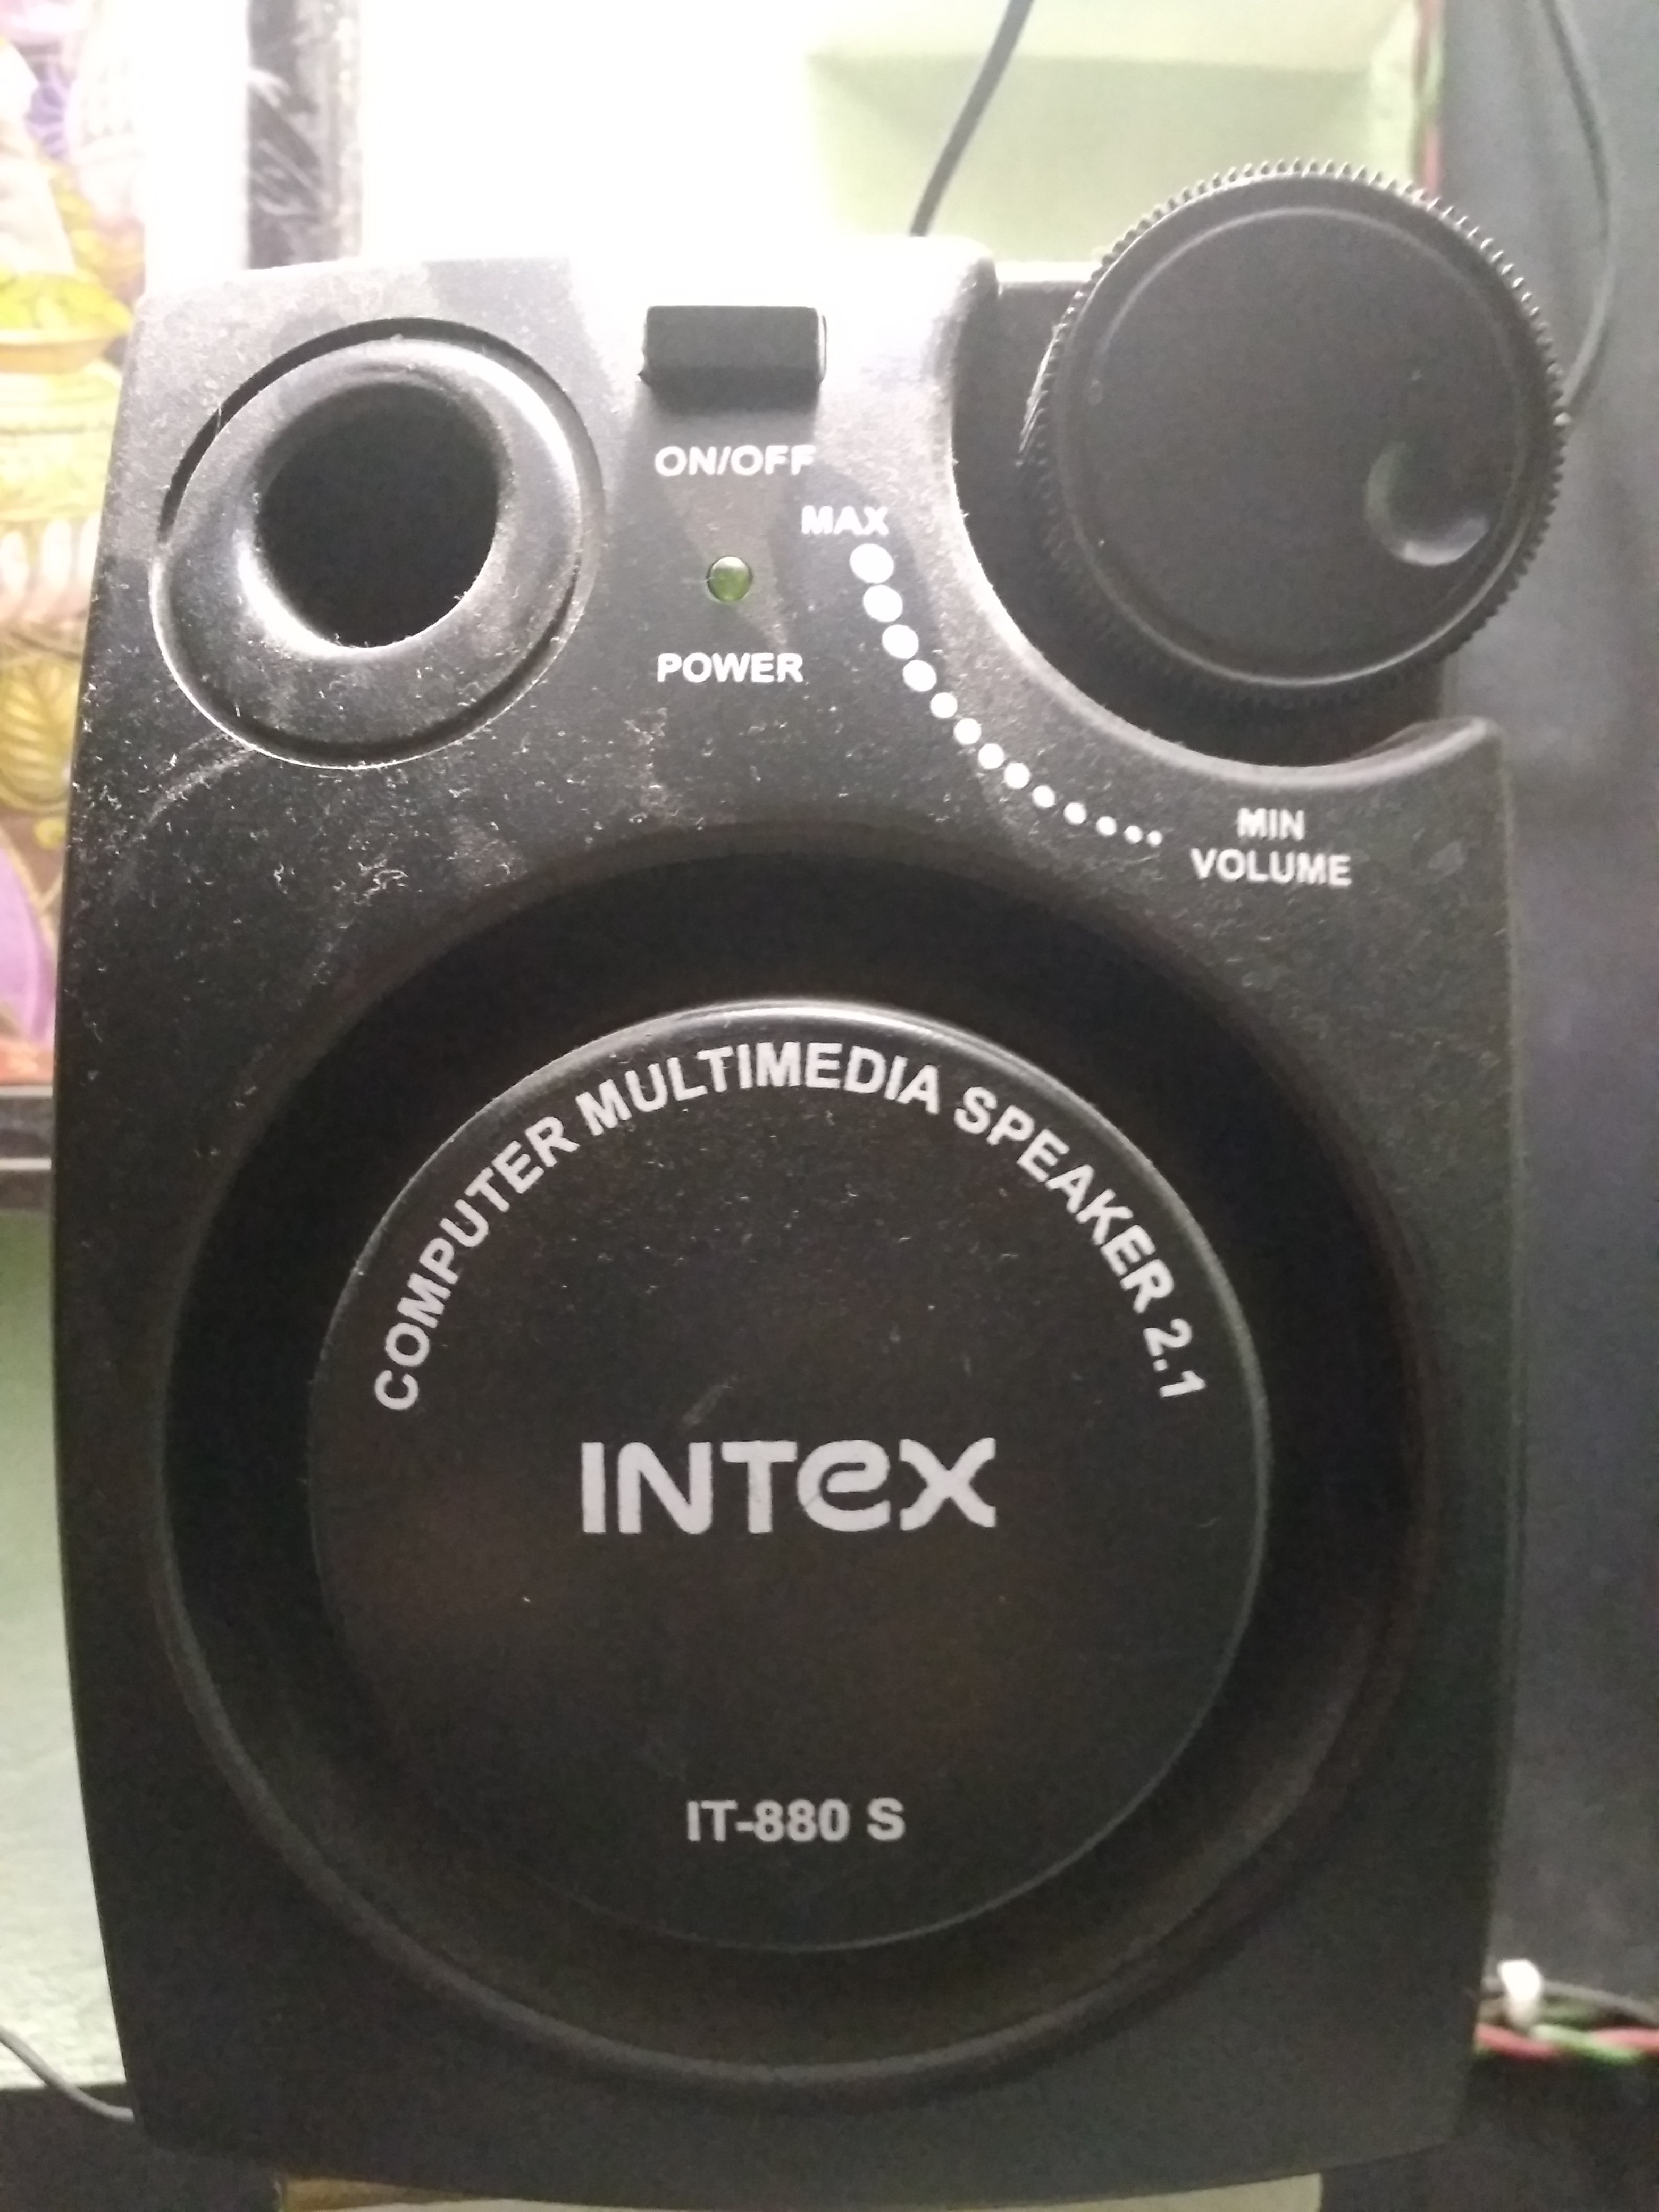 ON/OFF
MAX
POWER
MIN
VOLUME
COMPUTER MULTIMEDIA SPEAKER 2.1
INTEX
IT-880 S